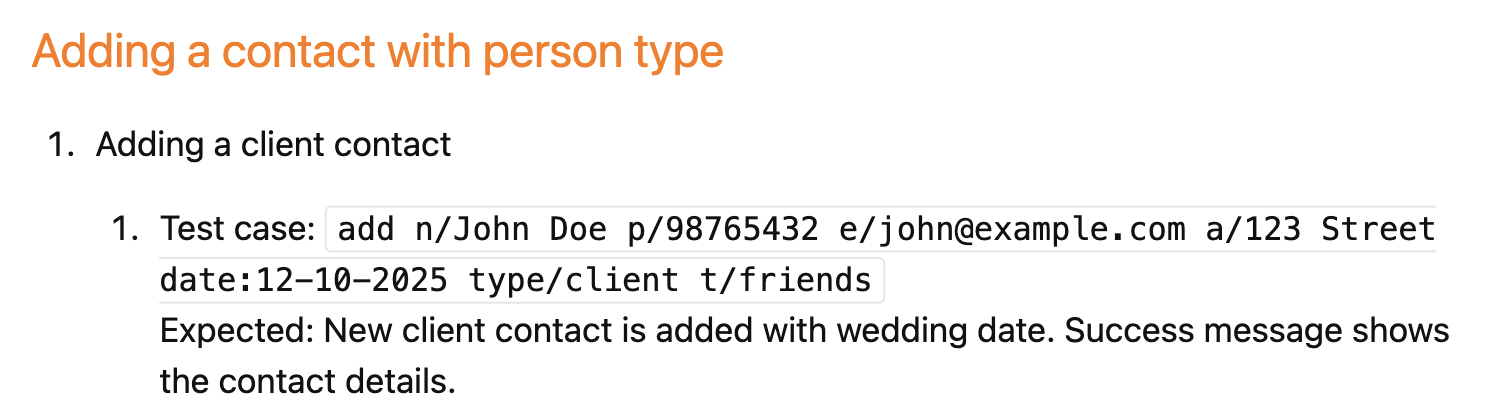 Adding a contact with person type
1. Adding a client contact
1. Test case: add n/John Doe p/98765432 e/john@example.com a/123 Street
date:12-10-2025 type/client t/friends
Expected: New client contact is added with wedding date. Success message shows
the contact details.